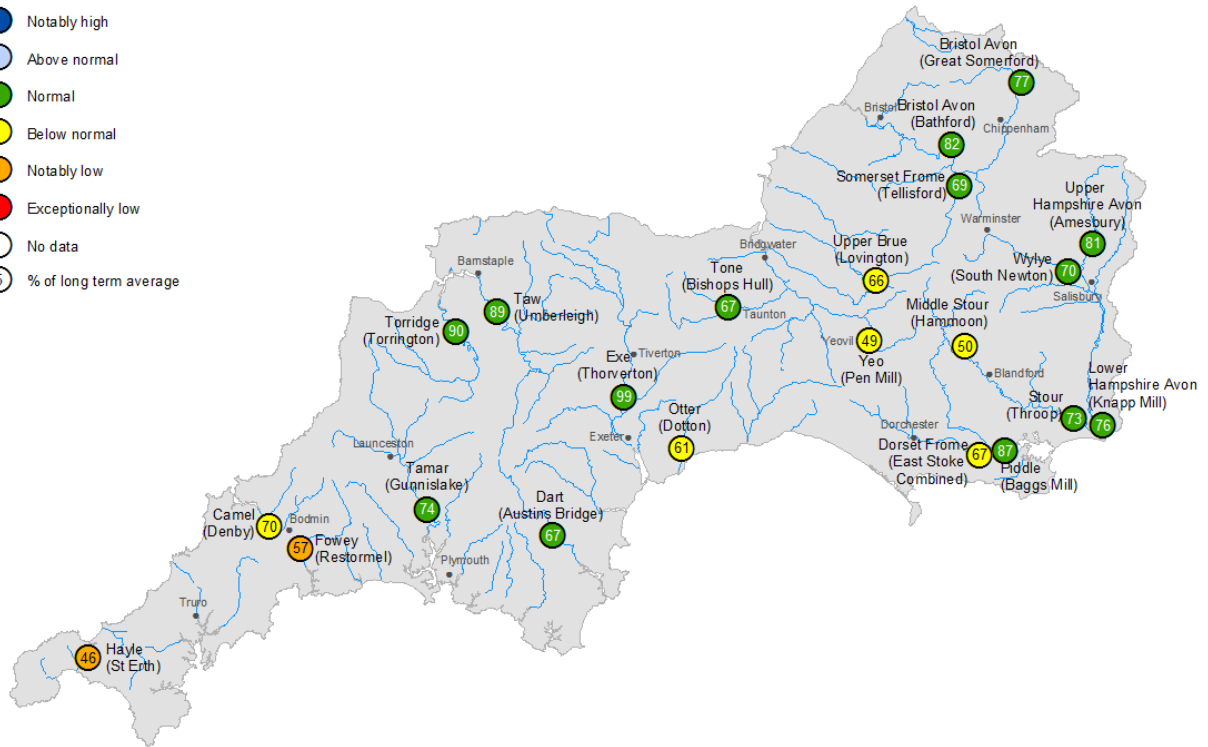 Notably high
Above normal
Normal
Below normal
Notably low
Exceptionally low
No data
% of long term average
Bristol Avon
(Great Somerford)
77
Bristol
Bristol Avon
(Bathford)
82
Chippenham
Somerset Frome
(Tellisford)
69
Upper
Hampshire Avon
(Amesbury)
81
Warminster
Bridgwater
Upper Brue
(Lovington)
66
Wylye
(South Newton)
70
Salisbury
Barnstaple
Tone
(Bishops Hull)
67
Taunton
Taw
(Umberleigh)
89
Torridge
(Torrington)
90
Middle Stour
(Hammoon)
50
Yeovil
49
Yeo
(Pen Mill)
Exe
(Thorverton)
99
Tiverton
Blandford
Lower
Hampshire Avon
(Knapp Mill)
76
Stour
(Throop)
73
Otter
(Dotton)
61
Exeter
Dorchester
Dorset Frome
(East Stoke
Combined)
67
87
Piddle
(Baggs Mill)
Launceston
Tamar
(Gunnislake)
74
Dart
(Austins Bridge)
67
Camel
(Denby)
70
Bodmin
57
Fowey
(Restormel)
Plymouth
Truro
46
Hayle
(St Erth)